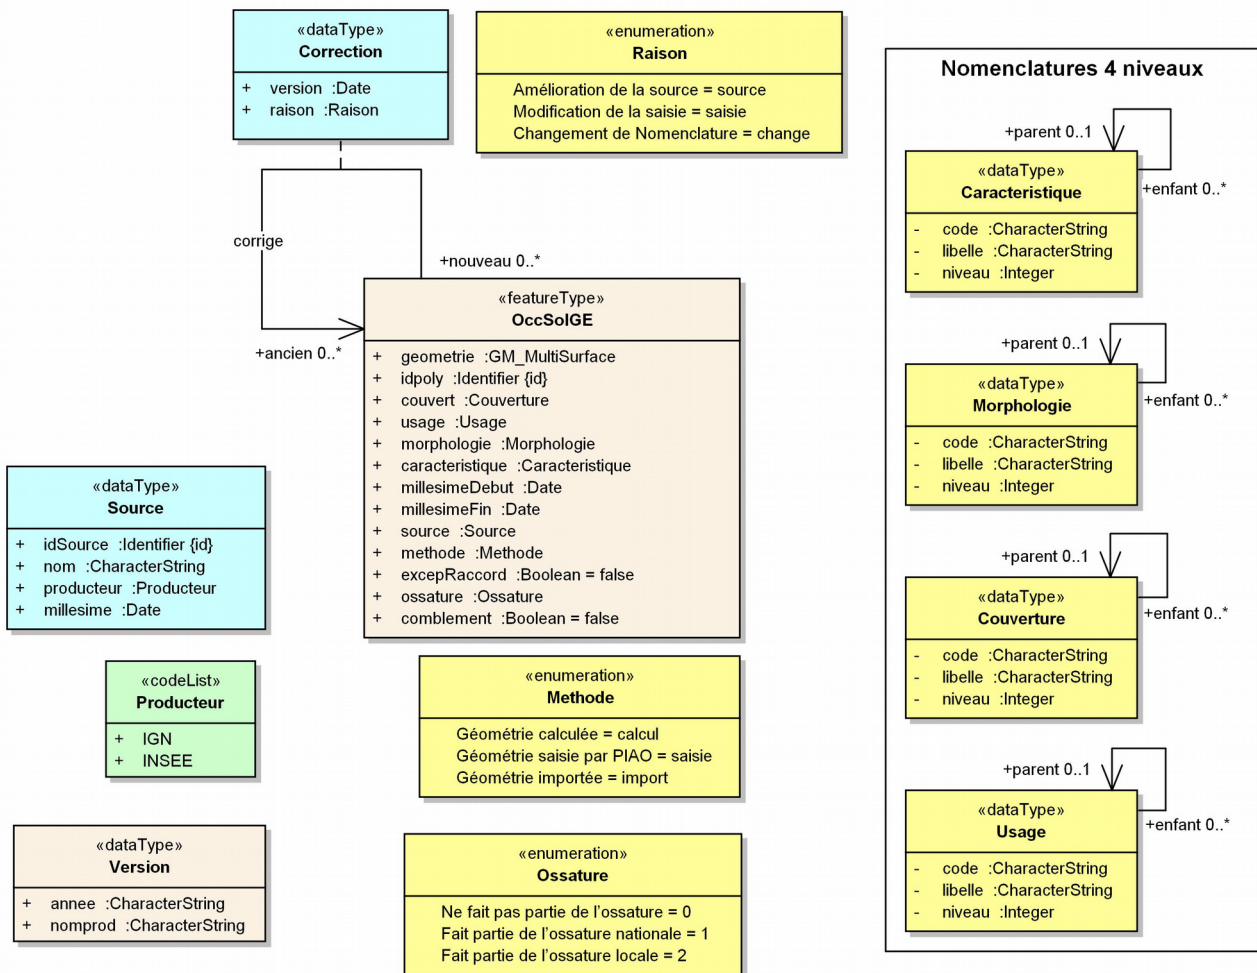 «dataType»
Correction
+ version :Date
+ raison :Raison
«enumeration»
Raison
Amélioration de la source = source
Modification de la saisie = saisie
Changement de Nomenclature = change
corrige
+nouveau 0..*
+ancien 0..*
«featureType»
OccSolGE
+ geometrie :GM_MultiSurface
+ idpoly :Identifier {id}
+ couvert :Couverture
+ usage :Usage
+ morphologie :Morphologie
+ caracteristique :Caracteristique
+ millesimeDebut :Date
+ millesimeFin :Date
+ source :Source
+ methode :Methode
+ excepRaccord :Boolean = false
+ ossature :Ossature
+ comblement :Boolean = false
«dataType»
Source
+ idSource :Identifier {id}
+ nom :CharacterString
+ producteur :Producteur
+ millesime :Date
«codeList»
Producteur
+ IGN
+ INSEE
«enumeration»
Methode
Géométrie calculée = calcul
Géométrie saisie par PIAO = saisie
Géométrie importée = import
«dataType»
Version
+ annee :CharacterString
+ nomprod :CharacterString
«enumeration»
Ossature
Ne fait pas partie de l'ossature = 0
Fait partie de l'ossature nationale = 1
Fait partie de l'ossature locale = 2
Nomenclatures 4 niveaux
+parent 0..1
+enfant 0..*
«dataType»
Caracteristique
- code :CharacterString
- libelle :CharacterString
- niveau :Integer
+parent 0..1
+enfant 0..*
«dataType»
Morphologie
- code :CharacterString
- libelle :CharacterString
- niveau :Integer
+parent 0..1
+enfant 0..*
«dataType»
Couverture
- code :CharacterString
- libelle :CharacterString
- niveau :Integer
+parent 0..1
+enfant 0..*
«dataType»
Usage
- code :CharacterString
- libelle :CharacterString
- niveau :Integer